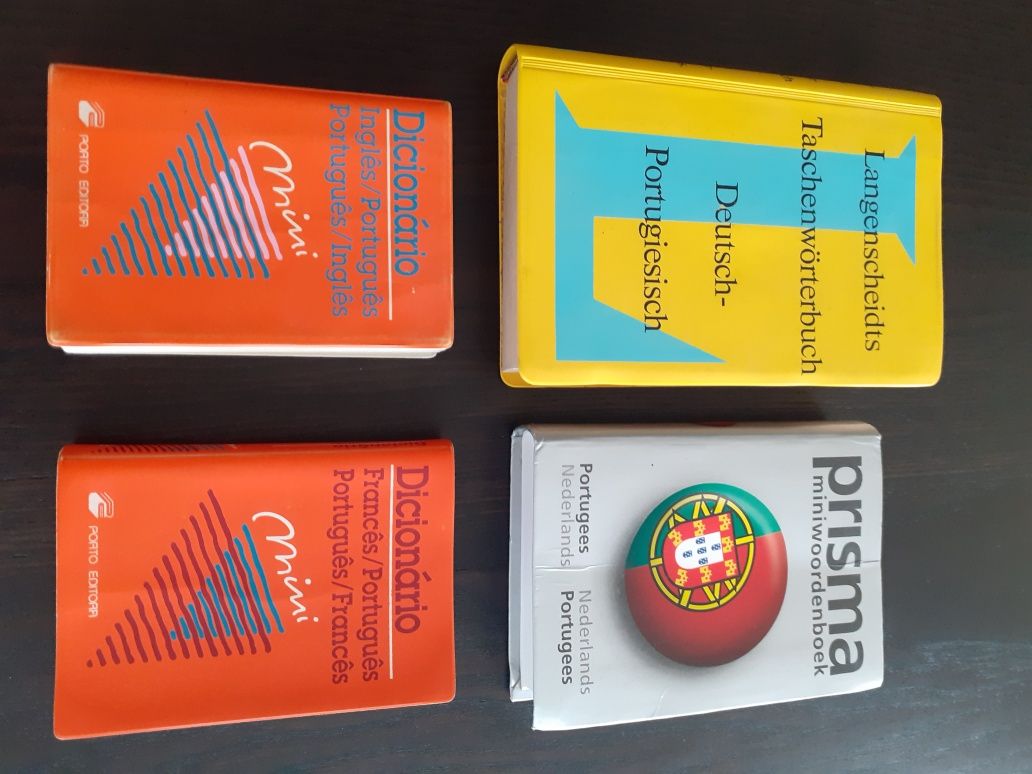 Dicionário
Inglês/Português
Português/Inglês
mini
PORTO EDITORA
Langenscheidts
Taschenwörterbuch
Deutsch-
Portugiesisch
Dicionário
Francês/Português
Português/Francês
mini
PORTO EDITORA
prisma
miniwoordenboek
Portugees
Nederlands
Nederlands
Portugees